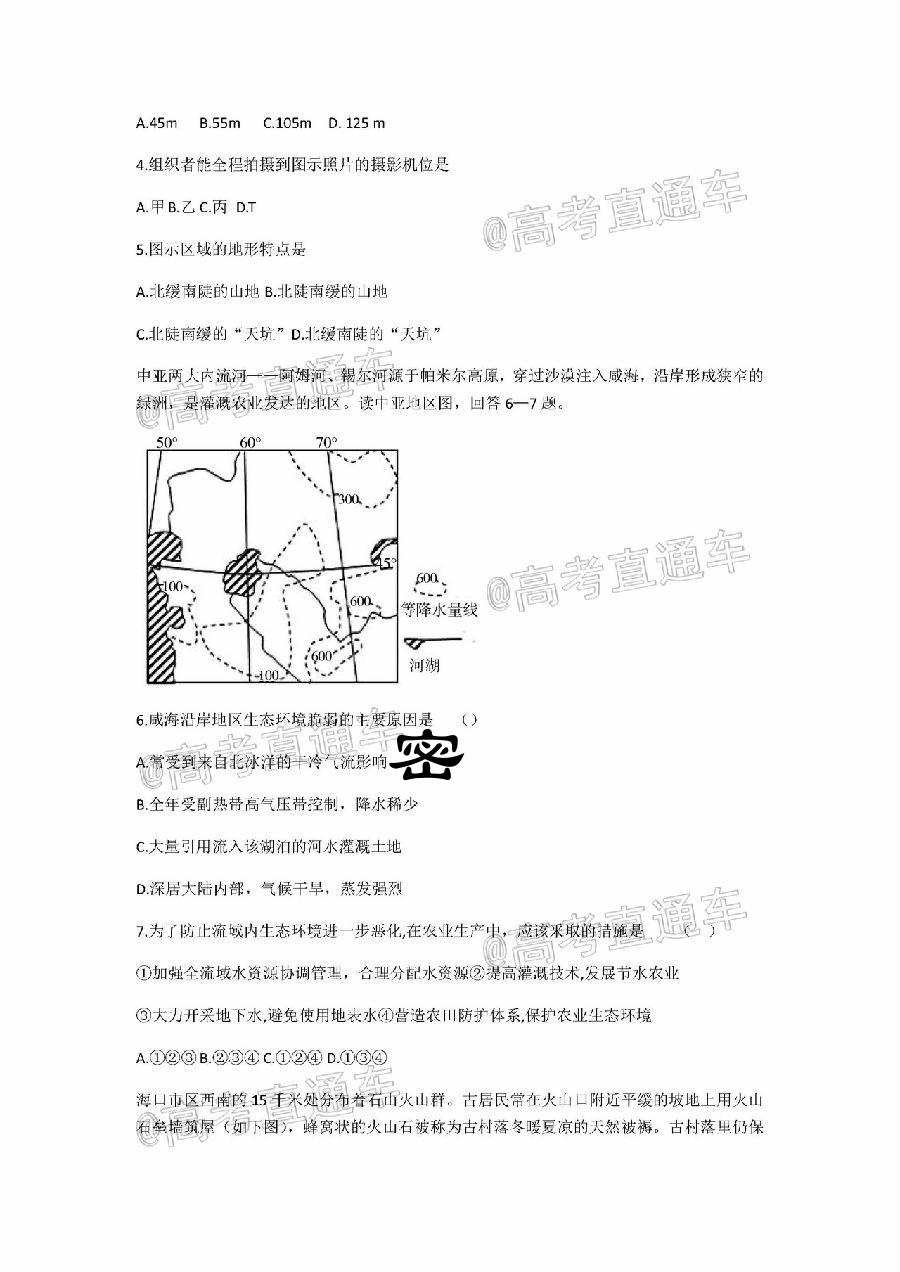 A.45m B.55m C.105m D. 125 m
4.组织者能全程拍摄到图示照片的摄影机位是
A.甲 B.乙 C.丙 D.T
@高考直通车
5.图示区域的地形特点是
A.北缓南陡的山地 B.北陡南缓的山地
C.北陡南缓的“天坑”D.北缓南陡的“天坑”
中亚两大内流河——阿姆河、锡尔河源于帕米尔高原，穿过沙漠注入咸海，沿岸形成狭窄的
绿洲，是灌溉农业发达的地区。读中亚地区图，回答 6—7 题。
@高考直通车
50° 60° 70°
300
45°
@高考直通车
100
600
600
等降水量线
600
100
河湖
6.咸海沿岸地区生态环境脆弱的主要原因是 （）
@高考直通车
A.常受到来自北冰洋的干冷气流影响
密
B.全年受副热带高气压带控制，降水稀少
C.大量引用流入该湖泊的河水灌溉土地
D.深居大陆内部，气候干旱，蒸发强烈
@高考直通车
7.为了防止流域内生态环境进一步恶化,在农业生产中，应该采取的措施是 （ ）
①加强全流域水资源协调管理，合理分配水资源②提高灌溉技术,发展节水农业
③大力开采地下水,避免使用地表水④营造农田防护体系,保护农业生态环境
A.①②③ B.②③④ C.①②④ D.①③④
@高考直通车
海口市区西南的 15 千米处分布着石山火山群。古居民常在火山口附近平缓的坡地上用火山
石垒墙筑屋（如下图），蜂窝状的火山石被称为古村落冬暖夏凉的天然被褥。古村落里仍保